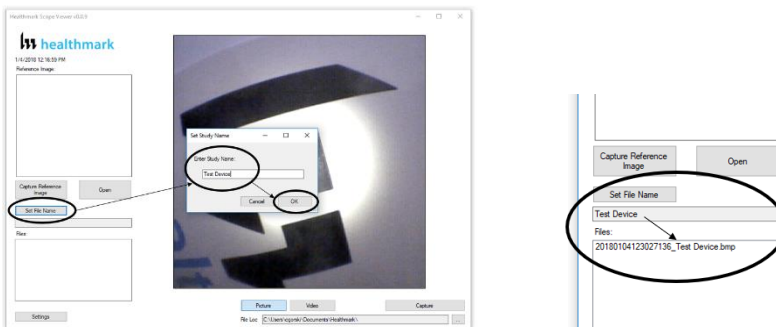 Healthmark Scope Viewer v0.0.9
healthmark
1/4/2018 12:16:59 PM
Reference Image:
Set Study Name
Enter Study Name:
Test Device
Cancel
OK
Capture Reference
Image
Open
Set File Name
Files:
Picture
Video
Capture
Settings
File Loc:
...
Capture Reference
Image
Open
Set File Name
Test Device
Files:
20180104123027136_Test Device.bmp